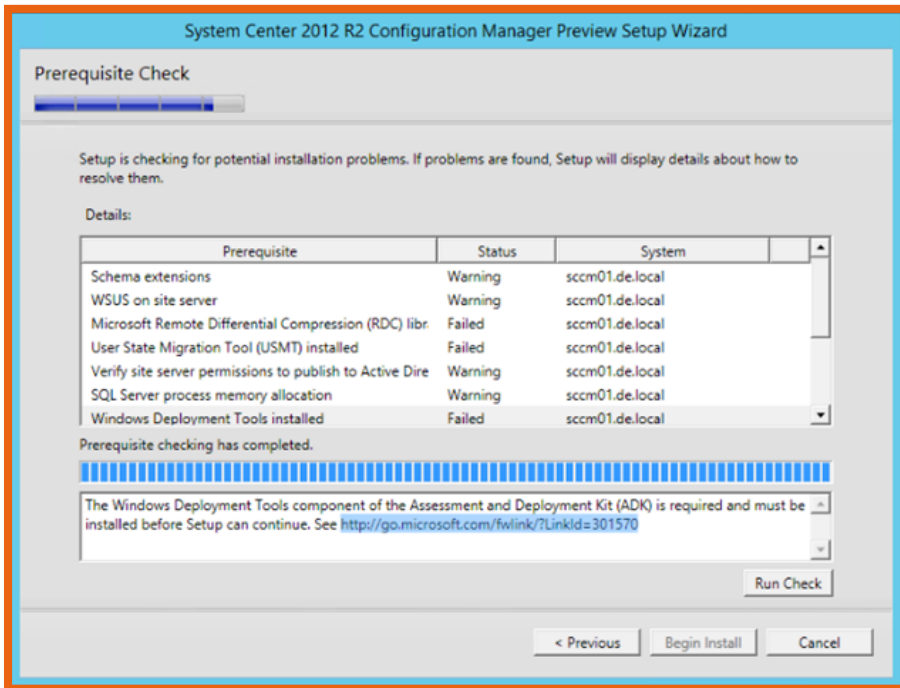 System Center 2012 R2 Configuration Manager Preview Setup Wizard
Prerequisite Check
Setup is checking for potential installation problems. If problems are found, Setup will display details about how to
resolve them.
Details:
Prerequisite Status System
Schema extensions Warning sccm01.de.local
WSUS on site server Warning sccm01.de.local
Microsoft Remote Differential Compression (RDC) libr Failed sccm01.de.local
User State Migration Tool (USMT) installed Failed sccm01.de.local
Verify site server permissions to publish to Active Dire Warning sccm01.de.local
SQL Server process memory allocation Warning sccm01.de.local
Windows Deployment Tools installed Failed sccm01.de.local
Prerequisite checking has completed.
The Windows Deployment Tools component of the Assessment and Deployment Kit (ADK) is required and must be
installed before Setup can continue. See http://go.microsoft.com/fwlink/?LinkId=301570
Run Check
< Previous Begin Install Cancel